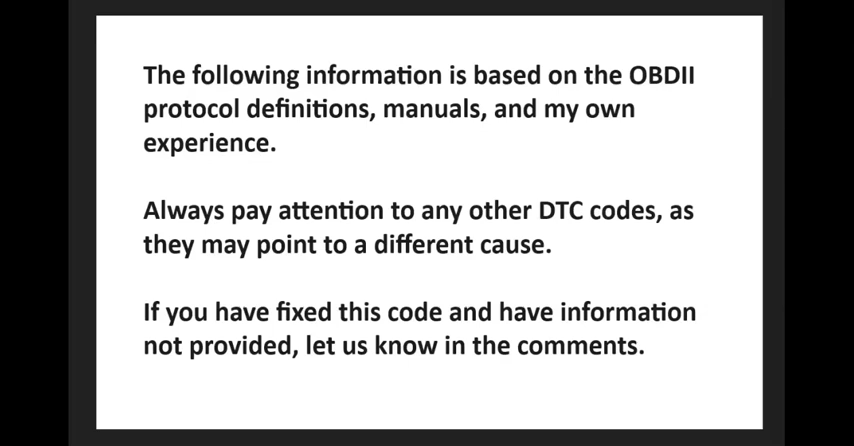 The following information is based on the OBDII
protocol definitions, manuals, and my own
experience.
Always pay attention to any other DTC codes, as
they may point to a different cause.
If you have fixed this code and have information
not provided, let us know in the comments.